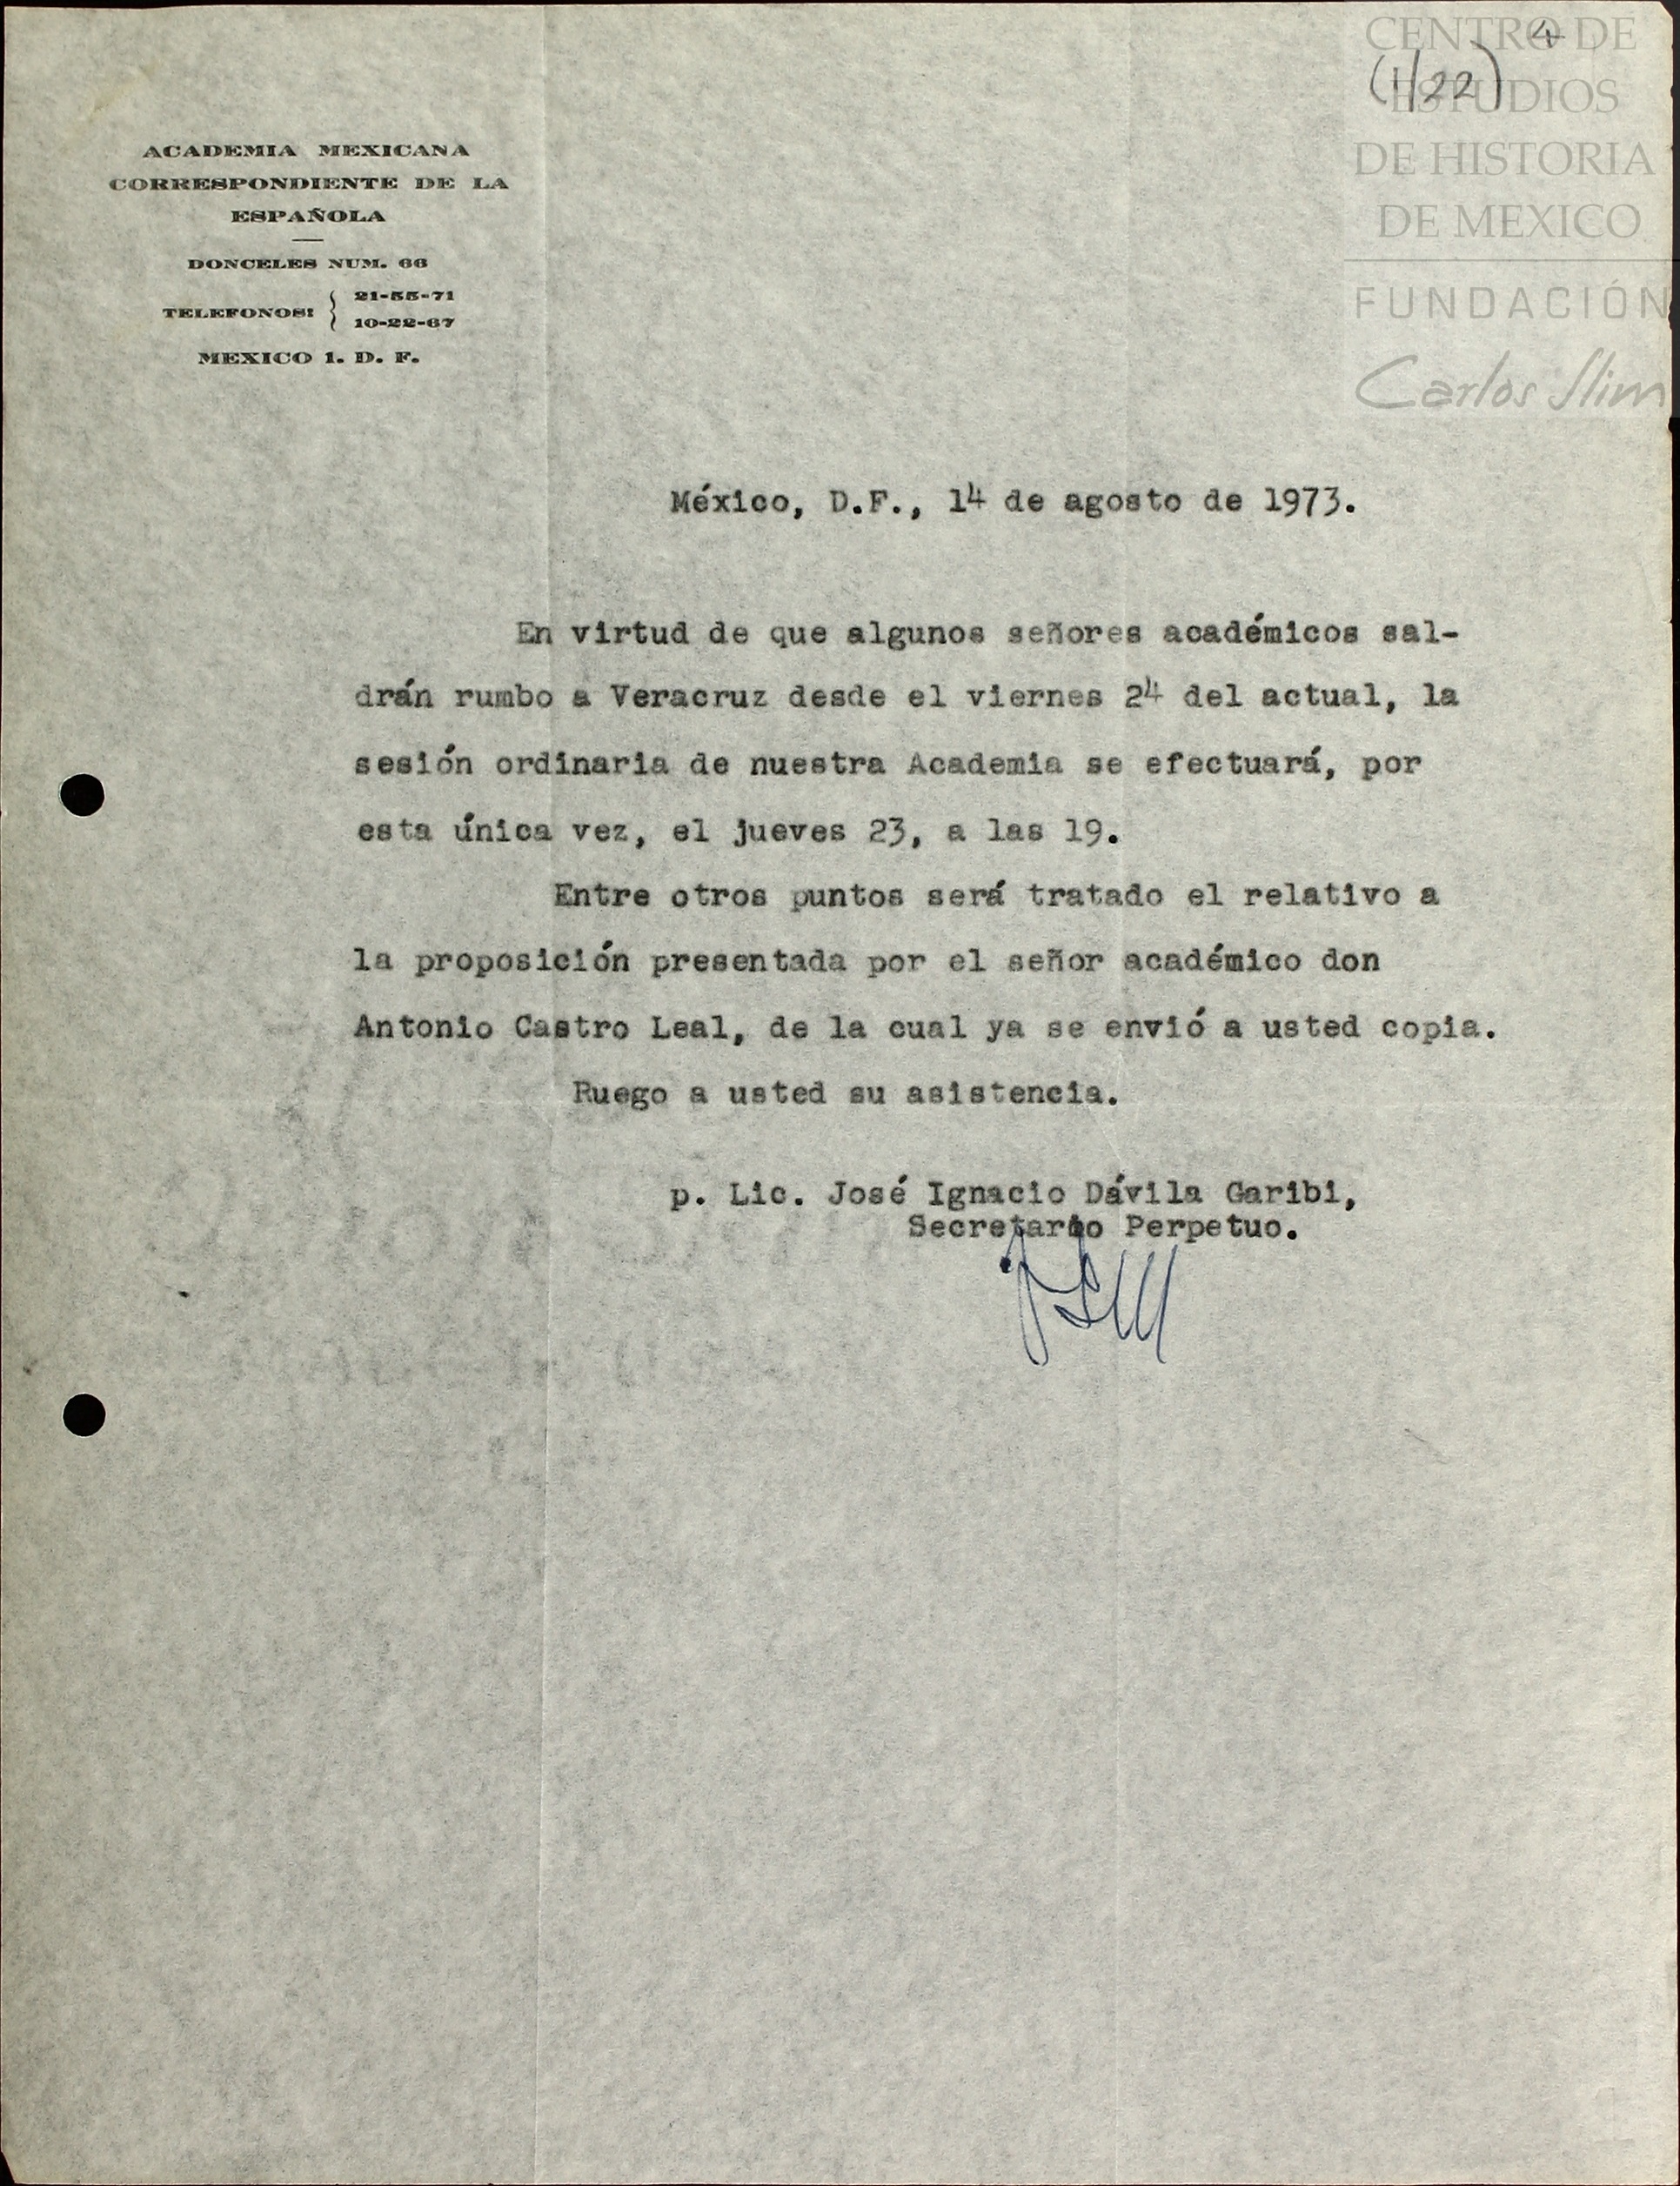 4
(1/22)
CENTRO DE
ESTUDIOS
DE HISTORIA
DE MEXICO
FUNDACIÓN
Carlos Slim
ACADEMIA MEXICANA
CORRESPONDIENTE DE LA
ESPAÑOLA
DONCELES NUM. 66
TELEFONOS: { 21-55-71
10-22-67
MEXICO 1. D. F.
México, D.F., 14 de agosto de 1973.
En virtud de que algunos señores académicos sal-
drán rumbo a Veracruz desde el viernes 24 del actual, la
sesión ordinaria de nuestra Academia se efectuará, por
esta única vez, el jueves 23, a las 19.
Entre otros puntos será tratado el relativo a
la proposición presentada por el señor académico don
Antonio Castro Leal, de la cual ya se envió a usted copia.
Ruego a usted su asistencia.
p. Lic. José Ignacio Dávila Garibi,
Secretario Perpetuo.